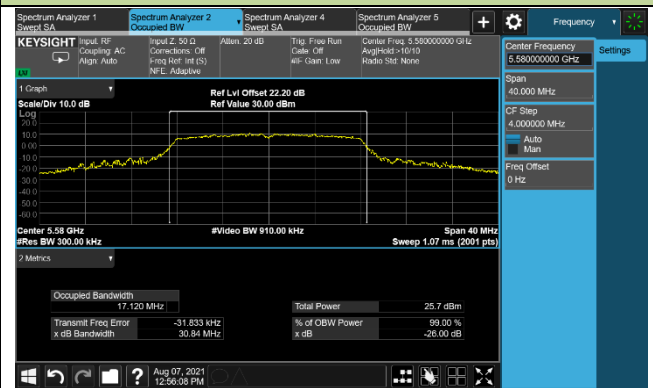 Spectrum Analyzer 1
Swept SA
Spectrum Analyzer 2
Occupied BW
Spectrum Analyzer 4
Swept SA
Spectrum Analyzer 5
Occupied BW
+
Frequency
KEYSIGHT
Input: RF
Coupling: AC
Align: Auto
Input Z: 50 Ω
Corrections: Off
Freq Ref: Int (S)
NFE: Adaptive
Atten: 20 dB
Trig: Free Run
Gate: Off
#IF Gain: Low
Center Freq: 5.580000000 GHz
Avg|Hold:>10/10
Radio Std: None
Center Frequency
5.580000000 GHz
Settings
Span
40.000 MHz
CF Step
4.000000 MHz
Auto
Man
Freq Offset
0 Hz
1 Graph
Scale/Div 10.0 dB
Ref Lvl Offset 22.20 dB
Ref Value 30.00 dBm
Log
20.0
10.0
0.00
-10.0
-20.0
-30.0
-40.0
-50.0
-60.0
Center 5.58 GHz
#Res BW 300.00 kHz
#Video BW 910.00 kHz
Span 40 MHz
Sweep 1.07 ms (2001 pts)
2 Metrics
Occupied Bandwidth
17.120 MHz
Total Power
25.7 dBm
Transmit Freq Error
-31.833 kHz
% of OBW Power
99.00 %
x dB Bandwidth
30.84 MHz
x dB
-26.00 dB
?
Aug 07, 2021
12:56:08 PM